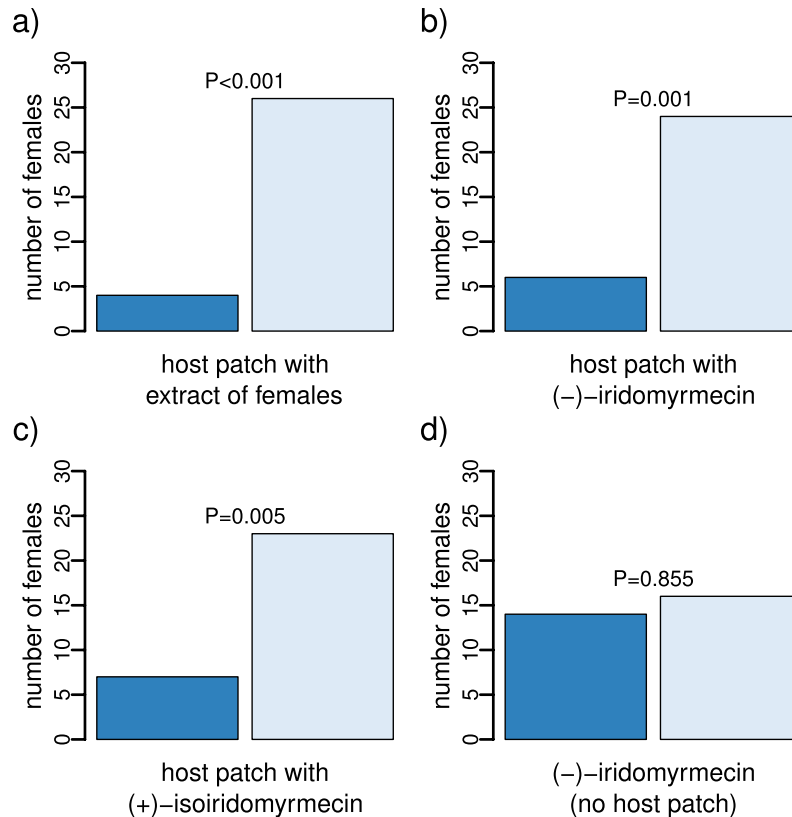 a)
number of females
0 5 10 15 20 25 30
P<0.001
host patch with
extract of females
b)
number of females
0 5 10 15 20 25 30
P=0.001
host patch with
(−)−iridomyrmecin
c)
number of females
0 5 10 15 20 25 30
P=0.005
host patch with
(+)−isoiridomyrmecin
d)
number of females
0 5 10 15 20 25 30
P=0.855
(−)−iridomyrmecin
(no host patch)